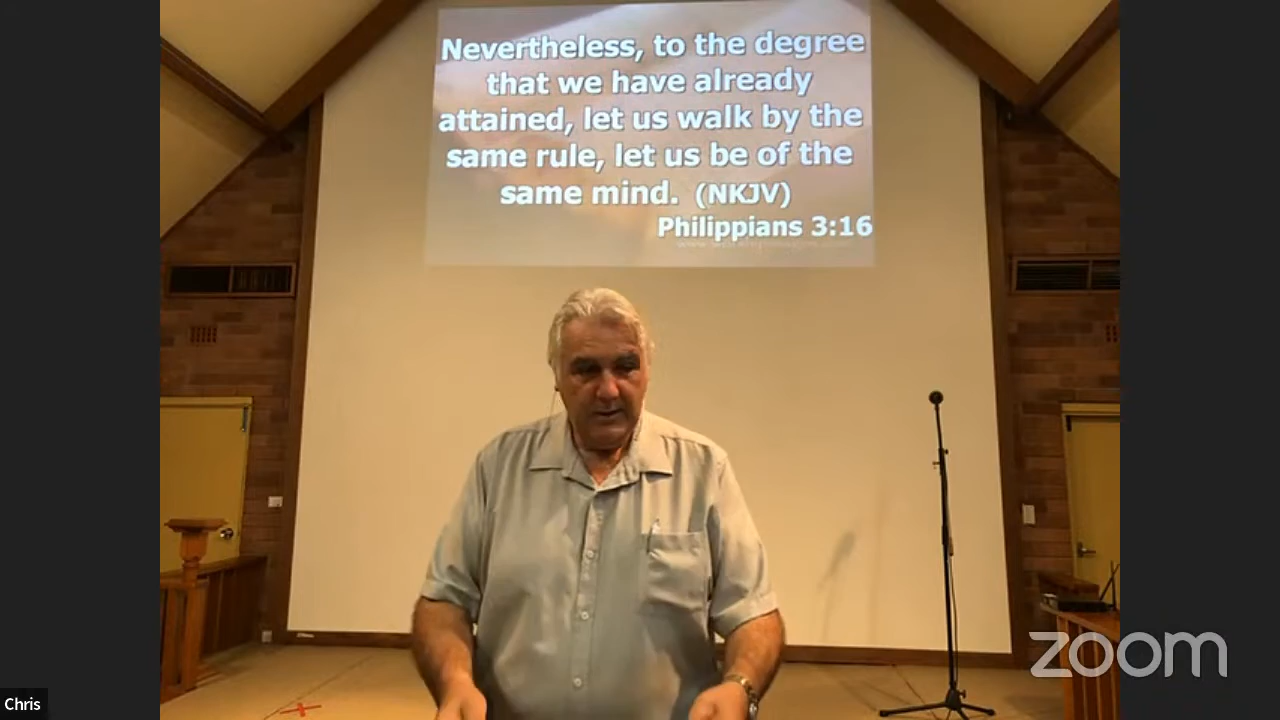 Nevertheless, to the degree
that we have already
attained, let us walk by the
same rule, let us be of the
same mind. (NKJV)
Philippians 3:16
zoom
Chris